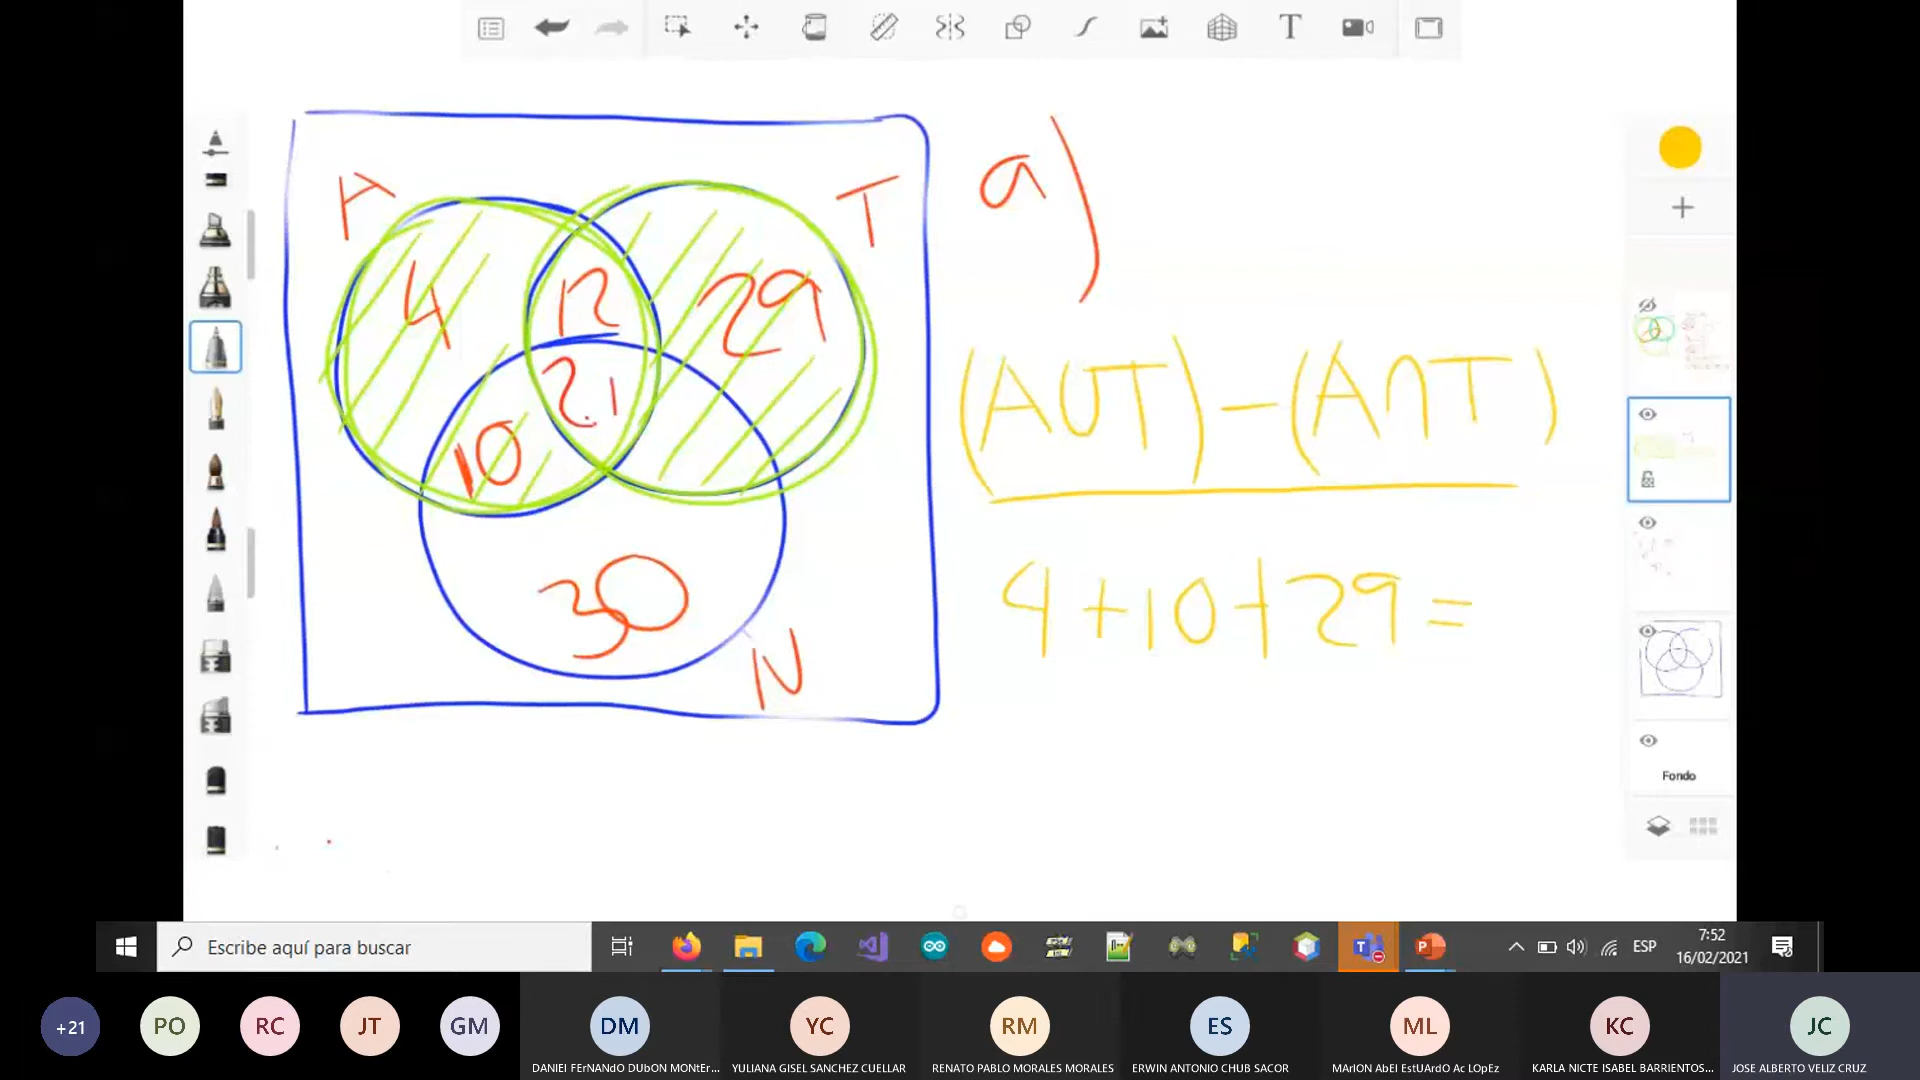 T
A
T
a)
4
12
29
(A∪T)-(A∩T)
2.1
10
4+10+29=
30
N
Fondo
Escribe aquí para buscar
ESP
7:52
16/02/2021
+21
PO
RC
JT
GM
DM
YC
RM
ES
ML
KC
JC
DANIEl FErNANdO DUbON MONtEr...
YULIANA GISEL SANCHEZ CUELLAR
RENATO PABLO MORALES MORALES
ERWIN ANTONIO CHUB SACOR
MArION AbEl EstUArdO Ac LOpEz
KARLA NICTE ISABEL BARRIENTOS...
JOSE ALBERTO VELIZ CRUZ